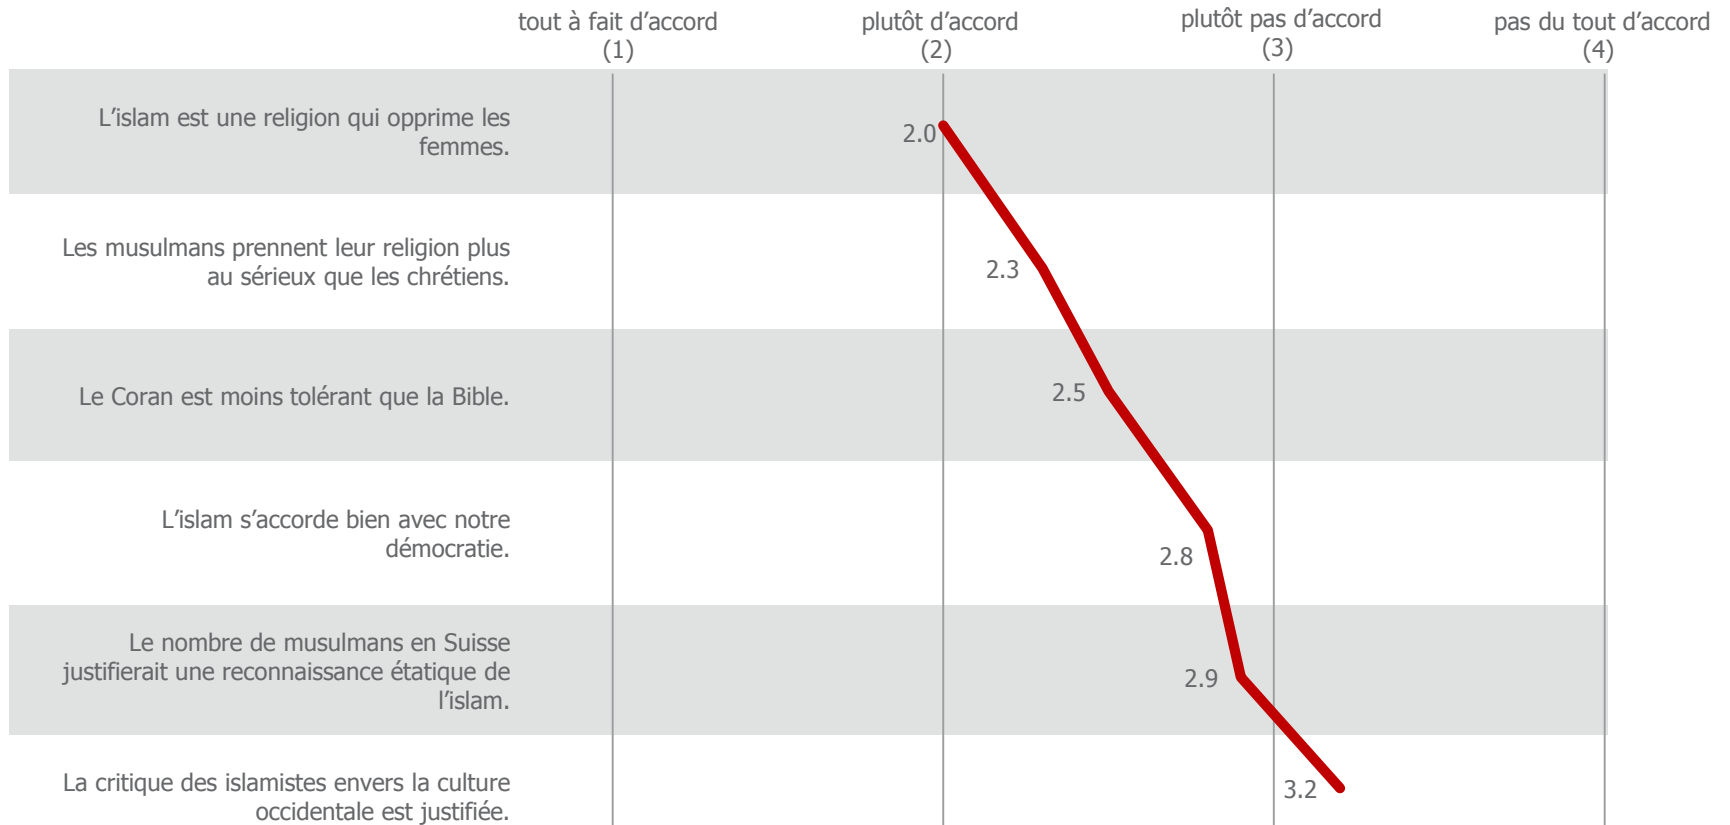 tout à fait d’accord
(1)
plutôt d’accord
(2)
plutôt pas d’accord
(3)
pas du tout d’accord
(4)
L’islam est une religion qui opprime les
femmes.
2.0
Les musulmans prennent leur religion plus
au sérieux que les chrétiens.
2.3
Le Coran est moins tolérant que la Bible.
2.5
L’islam s’accorde bien avec notre
démocratie.
2.8
Le nombre de musulmans en Suisse
justifierait une reconnaissance étatique de
l’islam.
2.9
La critique des islamistes envers la culture
occidentale est justifiée.
3.2